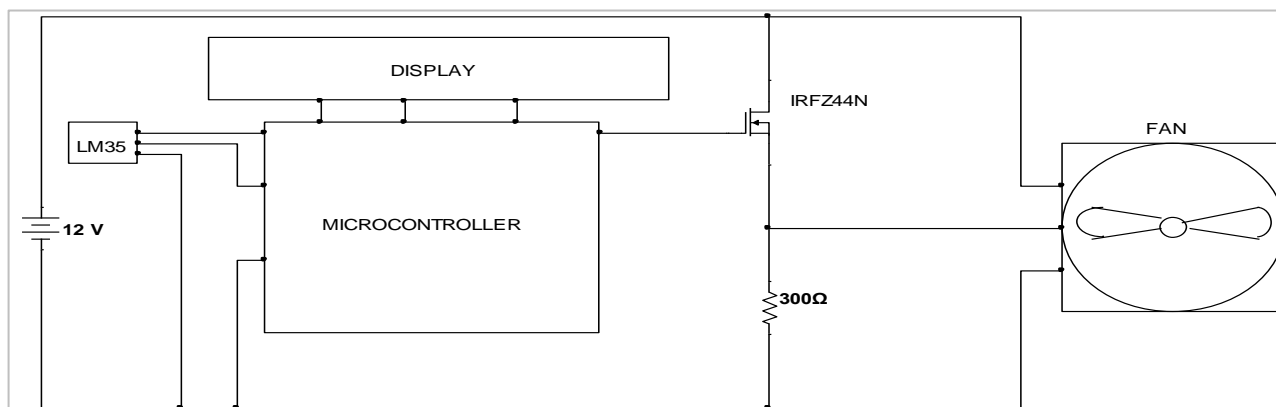 DISPLAY
IRFZ44N
FAN
LM35
MICROCONTROLLER
12 V
300Ω